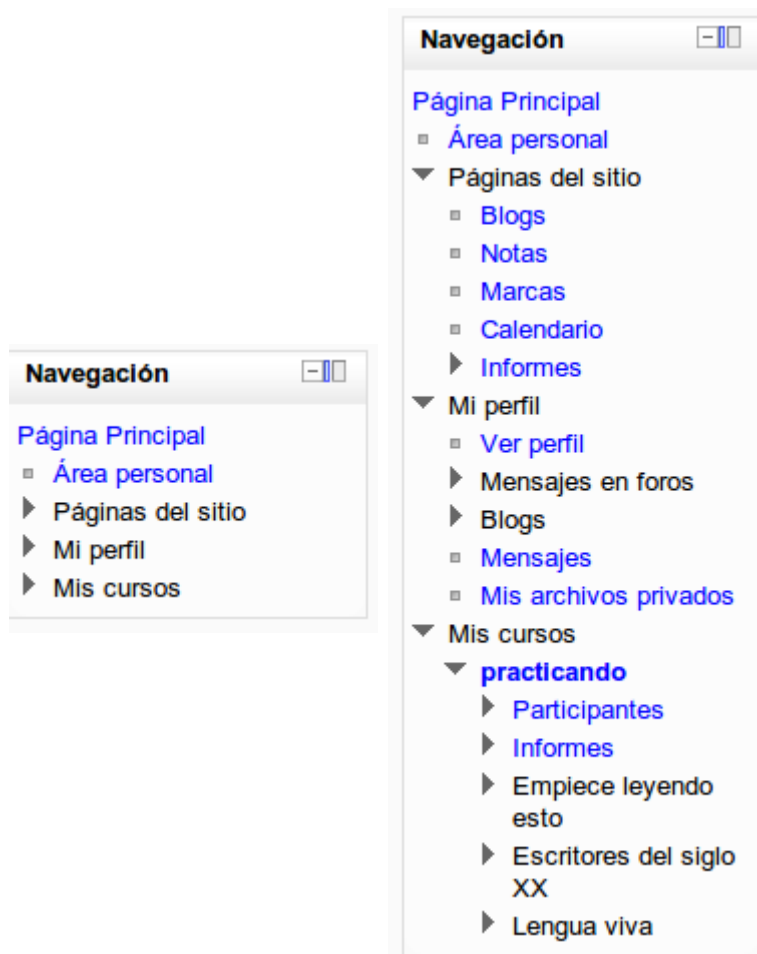 Navegación
Página Principal
Área personal
Páginas del sitio
Mi perfil
Mis cursos
Navegación
Página Principal
Área personal
Páginas del sitio
Blogs
Notas
Marcas
Calendario
Informes
Mi perfil
Ver perfil
Mensajes en foros
Blogs
Mensajes
Mis archivos privados
Mis cursos
practicando
Participantes
Informes
Empiece leyendo
esto
Escritores del siglo
XX
Lengua viva